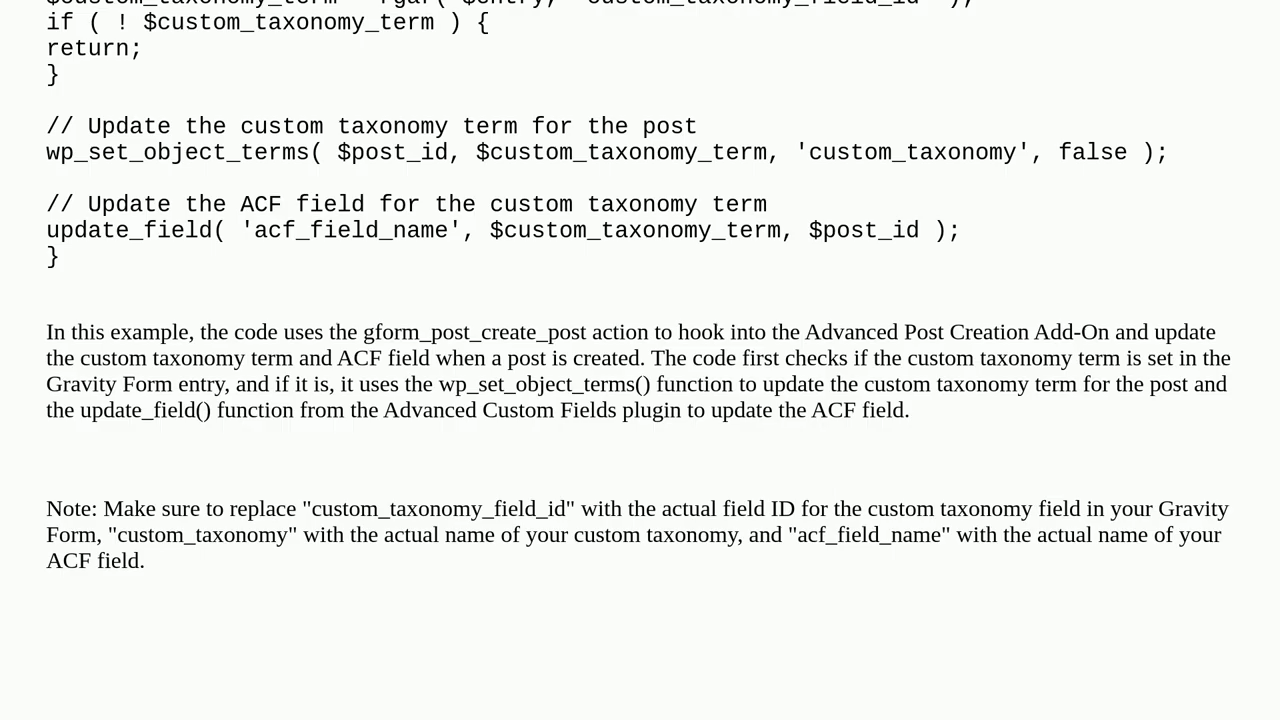 $custom_taxonomy_term = rgar( $entry, 'custom_taxonomy_field_id' );
if ( ! $custom_taxonomy_term ) {
return;
}
// Update the custom taxonomy term for the post
wp_set_object_terms( $post_id, $custom_taxonomy_term, 'custom_taxonomy', false );
// Update the ACF field for the custom taxonomy term
update_field( 'acf_field_name', $custom_taxonomy_term, $post_id );
}
In this example, the code uses the gform_post_create_post action to hook into the Advanced Post Creation Add-On and update
the custom taxonomy term and ACF field when a post is created. The code first checks if the custom taxonomy term is set in the
Gravity Form entry, and if it is, it uses the wp_set_object_terms() function to update the custom taxonomy term for the post and
the update_field() function from the Advanced Custom Fields plugin to update the ACF field.
Note: Make sure to replace "custom_taxonomy_field_id" with the actual field ID for the custom taxonomy field in your Gravity
Form, "custom_taxonomy" with the actual name of your custom taxonomy, and "acf_field_name" with the actual name of your
ACF field.